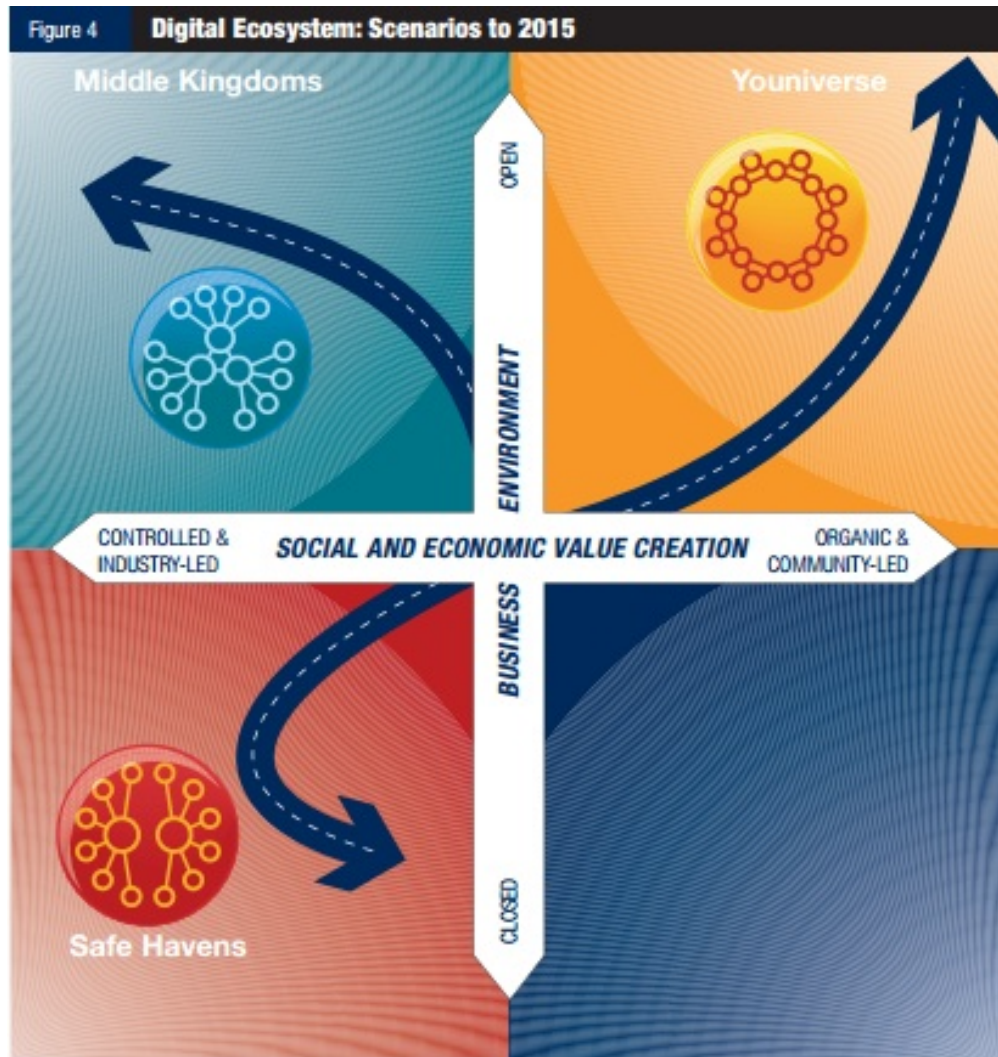 Figure 4 Digital Ecosystem: Scenarios to 2015
Middle Kingdoms
Youniverse
OPEN
BUSINESS ENVIRONMENT
CONTROLLED &
INDUSTRY-LED
SOCIAL AND ECONOMIC VALUE CREATION
ORGANIC &
COMMUNITY-LED
CLOSED
Safe Havens